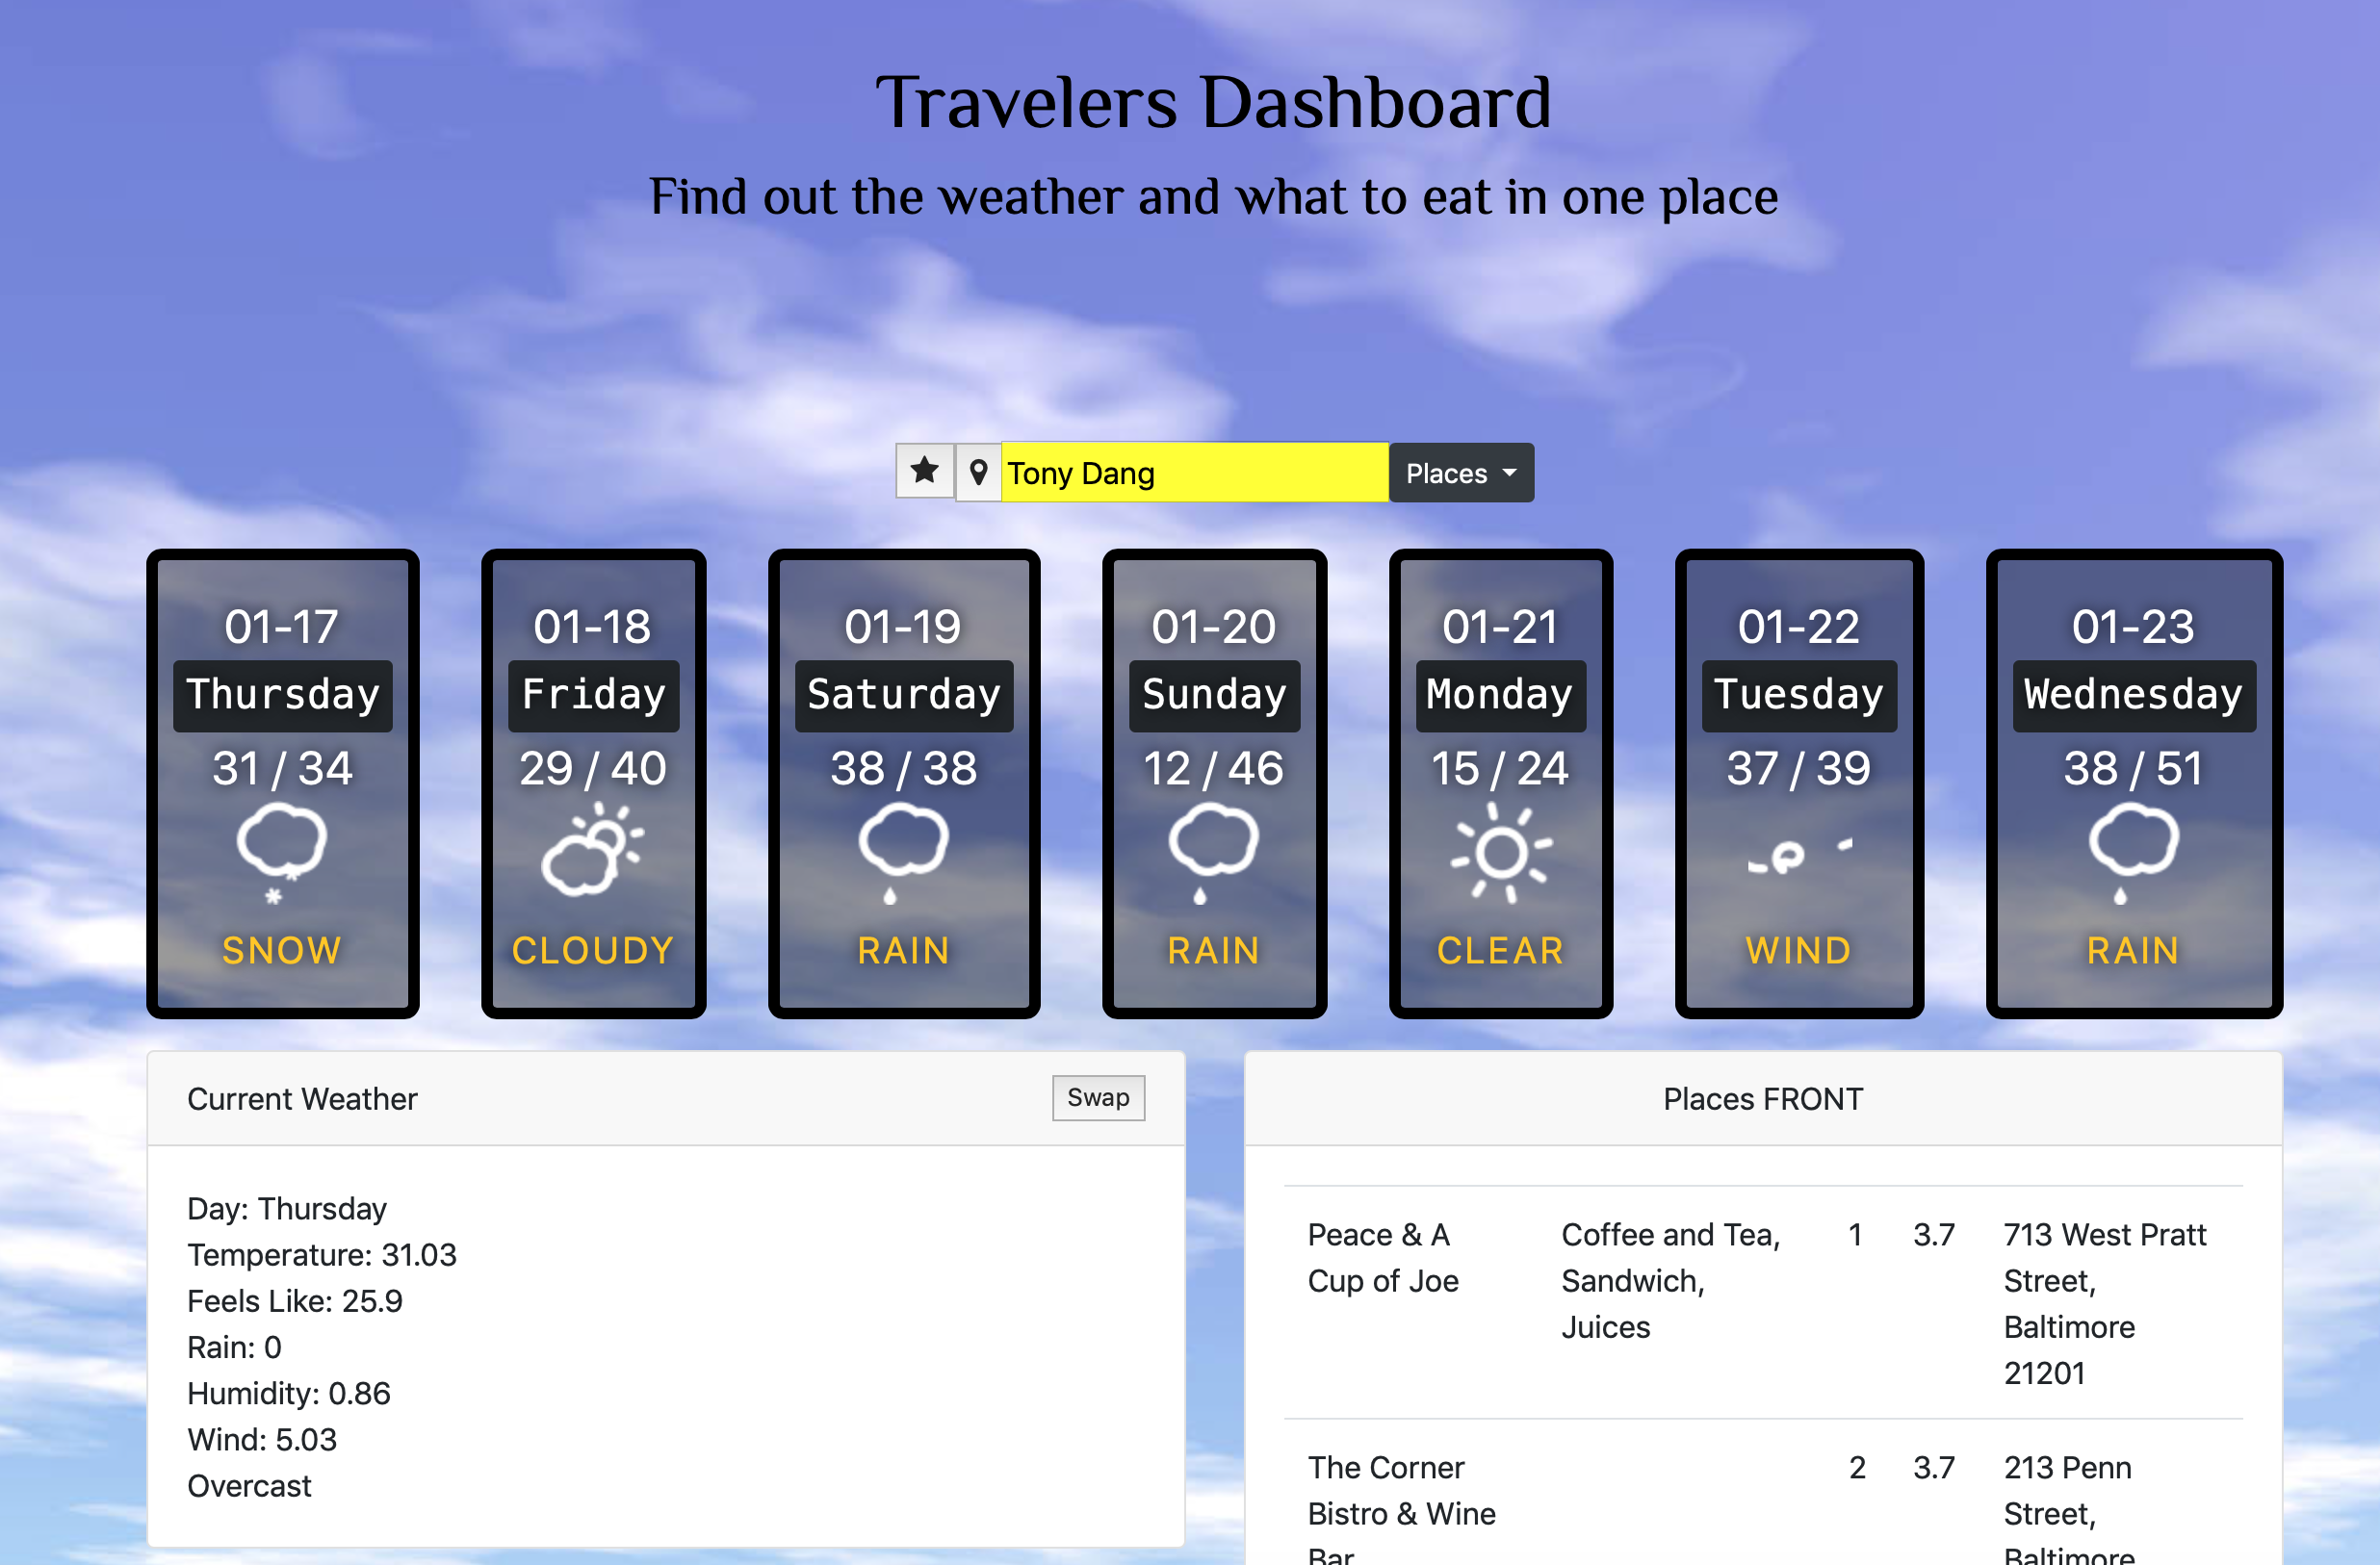 Travelers Dashboard
Find out the weather and what to eat in one place
Tony Dang
Places
01-17
Thursday
31 / 34
SNOW
01-18
Friday
29 / 40
CLOUDY
01-19
Saturday
38 / 38
RAIN
01-20
Sunday
12 / 46
RAIN
01-21
Monday
15 / 24
CLEAR
01-22
Tuesday
37 / 39
WIND
01-23
Wednesday
38 / 51
RAIN
Current Weather
Swap
Day: Thursday
Temperature: 31.03
Feels Like: 25.9
Rain: 0
Humidity: 0.86
Wind: 5.03
Overcast
Places FRONT
Peace & A
Cup of Joe
Coffee and Tea,
Sandwich,
Juices
1
3.7
713 West Pratt
Street,
Baltimore
21201
The Corner
Bistro & Wine
Bar
2
3.7
213 Penn
Street,
Baltimore